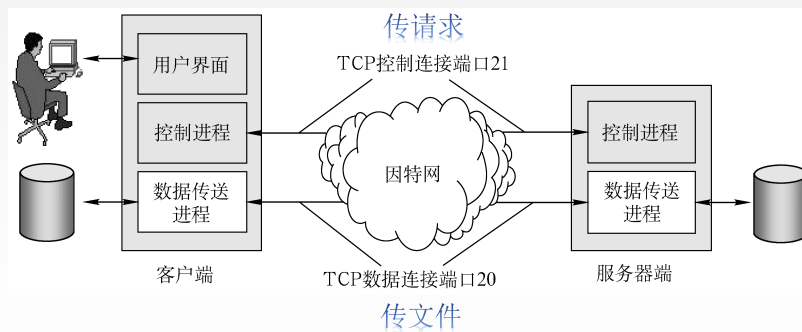 传请求
TCP控制连接端口21
用户界面
控制进程
控制进程
因特网
数据传送
进程
数据传送
进程
客户端
TCP数据连接端口20
服务器端
传文件